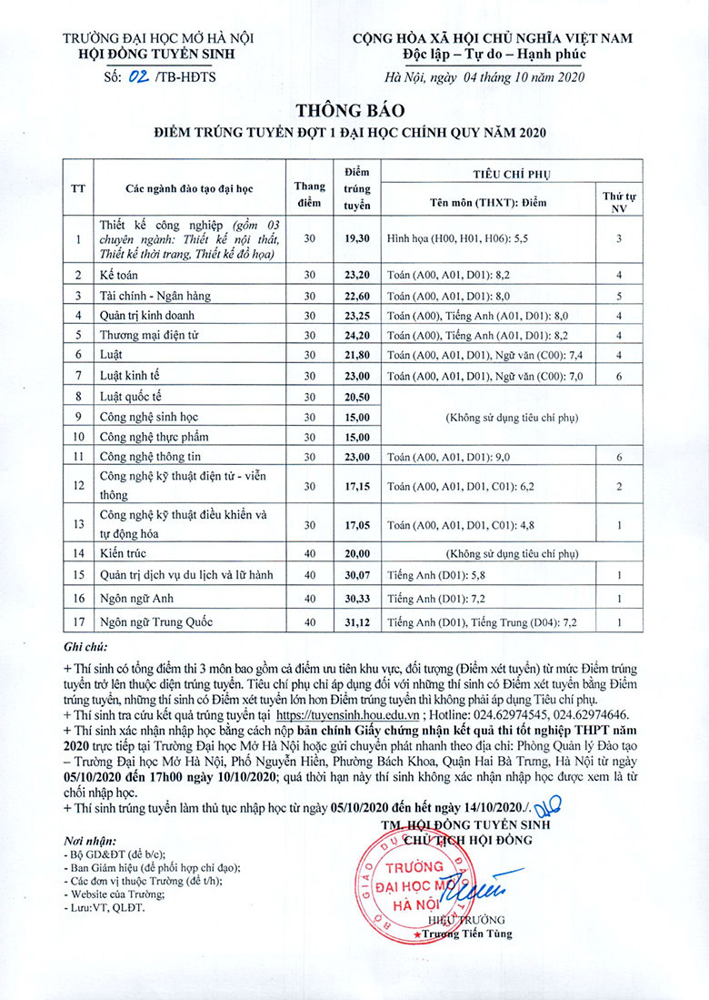 TRƯỜNG ĐẠI HỌC MỞ HÀ NỘI
HỘI ĐỒNG TUYỂN SINH
Số: 02 /TB-HĐTS
CỘNG HÒA XÃ HỘI CHỦ NGHĨA VIỆT NAM
Độc lập – Tự do – Hạnh phúc
Hà Nội, ngày 04 tháng 10 năm 2020
THÔNG BÁO
ĐIỂM TRÚNG TUYỂN ĐỢT 1 ĐẠI HỌC CHÍNH QUY NĂM 2020
TT Các ngành đào tạo đại học Thang điểm Điểm trúng tuyển TIÊU CHÍ PHỤ
Tên môn (THXT): Điểm Thứ tự NV
1 Thiết kế công nghiệp (gồm 03 chuyên ngành: Thiết kế nội thất, Thiết kế thời trang, Thiết kế đồ họa) 30 19,30 Hình họa (H00, H01, H06): 5,5 3
2 Kế toán 30 23,20 Toán (A00, A01, D01): 8,2 4
3 Tài chính - Ngân hàng 30 22,60 Toán (A00, A01, D01): 8,0 5
4 Quản trị kinh doanh 30 23,25 Toán (A00), Tiếng Anh (A01, D01): 8,0 4
5 Thương mại điện tử 30 24,20 Toán (A00), Tiếng Anh (A01, D01): 8,2 4
6 Luật 30 21,80 Toán (A00, A01, D01), Ngữ văn (C00): 7,4 4
7 Luật kinh tế 30 23,00 Toán (A00, A01, D01), Ngữ văn (C00): 7,0 6
8 Luật quốc tế 30 20,50
9 Công nghệ sinh học 30 15,00 (Không sử dụng tiêu chí phụ)
10 Công nghệ thực phẩm 30 15,00
11 Công nghệ thông tin 30 23,00 Toán (A00, A01, D01): 9,0 6
12 Công nghệ kỹ thuật điện tử - viễn thông 30 17,15 Toán (A00, A01, D01, C01): 6,2 2
13 Công nghệ kỹ thuật điều khiển và tự động hóa 30 17,05 Toán (A00, A01, D01, C01): 4,8 1
14 Kiến trúc 40 20,00 (Không sử dụng tiêu chí phụ)
15 Quản trị dịch vụ du lịch và lữ hành 40 30,07 Tiếng Anh (D01): 5,8 1
16 Ngôn ngữ Anh 40 30,33 Tiếng Anh (D01): 7,2 1
17 Ngôn ngữ Trung Quốc 40 31,12 Tiếng Anh (D01), Tiếng Trung (D04): 7,2 1
Ghi chú:
+ Thí sinh có tổng điểm thi 3 môn bao gồm cả điểm ưu tiên khu vực, đối tượng (Điểm xét tuyển) từ mức Điểm trúng
tuyển trở lên thuộc diện trúng tuyển. Tiêu chí phụ chỉ áp dụng đối với những thí sinh có Điểm xét tuyển bằng Điểm
trúng tuyển, những thí sinh có Điểm xét tuyển lớn hơn Điểm trúng tuyển thì không phải áp dụng Tiêu chí phụ.
+ Thí sinh tra cứu kết quả trúng tuyển tại https://tuyensinh.hou.edu.vn ; Hotline: 024.62974545, 024.62974646.
+ Thí sinh xác nhận nhập học bằng cách nộp bản chính Giấy chứng nhận kết quả thi tốt nghiệp THPT năm
2020 trực tiếp tại Trường Đại học Mở Hà Nội hoặc gửi chuyển phát nhanh theo địa chỉ: Phòng Quản lý Đào tạo
– Trường Đại học Mở Hà Nội, Phố Nguyễn Hiền, Phường Bách Khoa, Quận Hai Bà Trưng, Hà Nội từ ngày
05/10/2020 đến 17h00 ngày 10/10/2020; quá thời hạn này thí sinh không xác nhận nhập học được xem là từ
chối nhập học.
+ Thí sinh trúng tuyển làm thủ tục nhập học từ ngày 05/10/2020 đến hết ngày 14/10/2020./.
TM. HỘI ĐỒNG TUYỂN SINH
CHỦ TỊCH HỘI ĐỒNG
Nơi nhận:
- Bộ GD&ĐT (để b/c);
- Ban Giám hiệu (để phối hợp chỉ đạo);
- Các đơn vị thuộc Trường (để t/h);
- Website của Trường;
- Lưu:VT, QLĐT.
BỘ GIÁO DỤC VÀ ĐÀO TẠO
TRƯỜNG
ĐẠI HỌC MỞ
HÀ NỘI
HIỆU TRƯỞNG
Trương Tiến Tùng